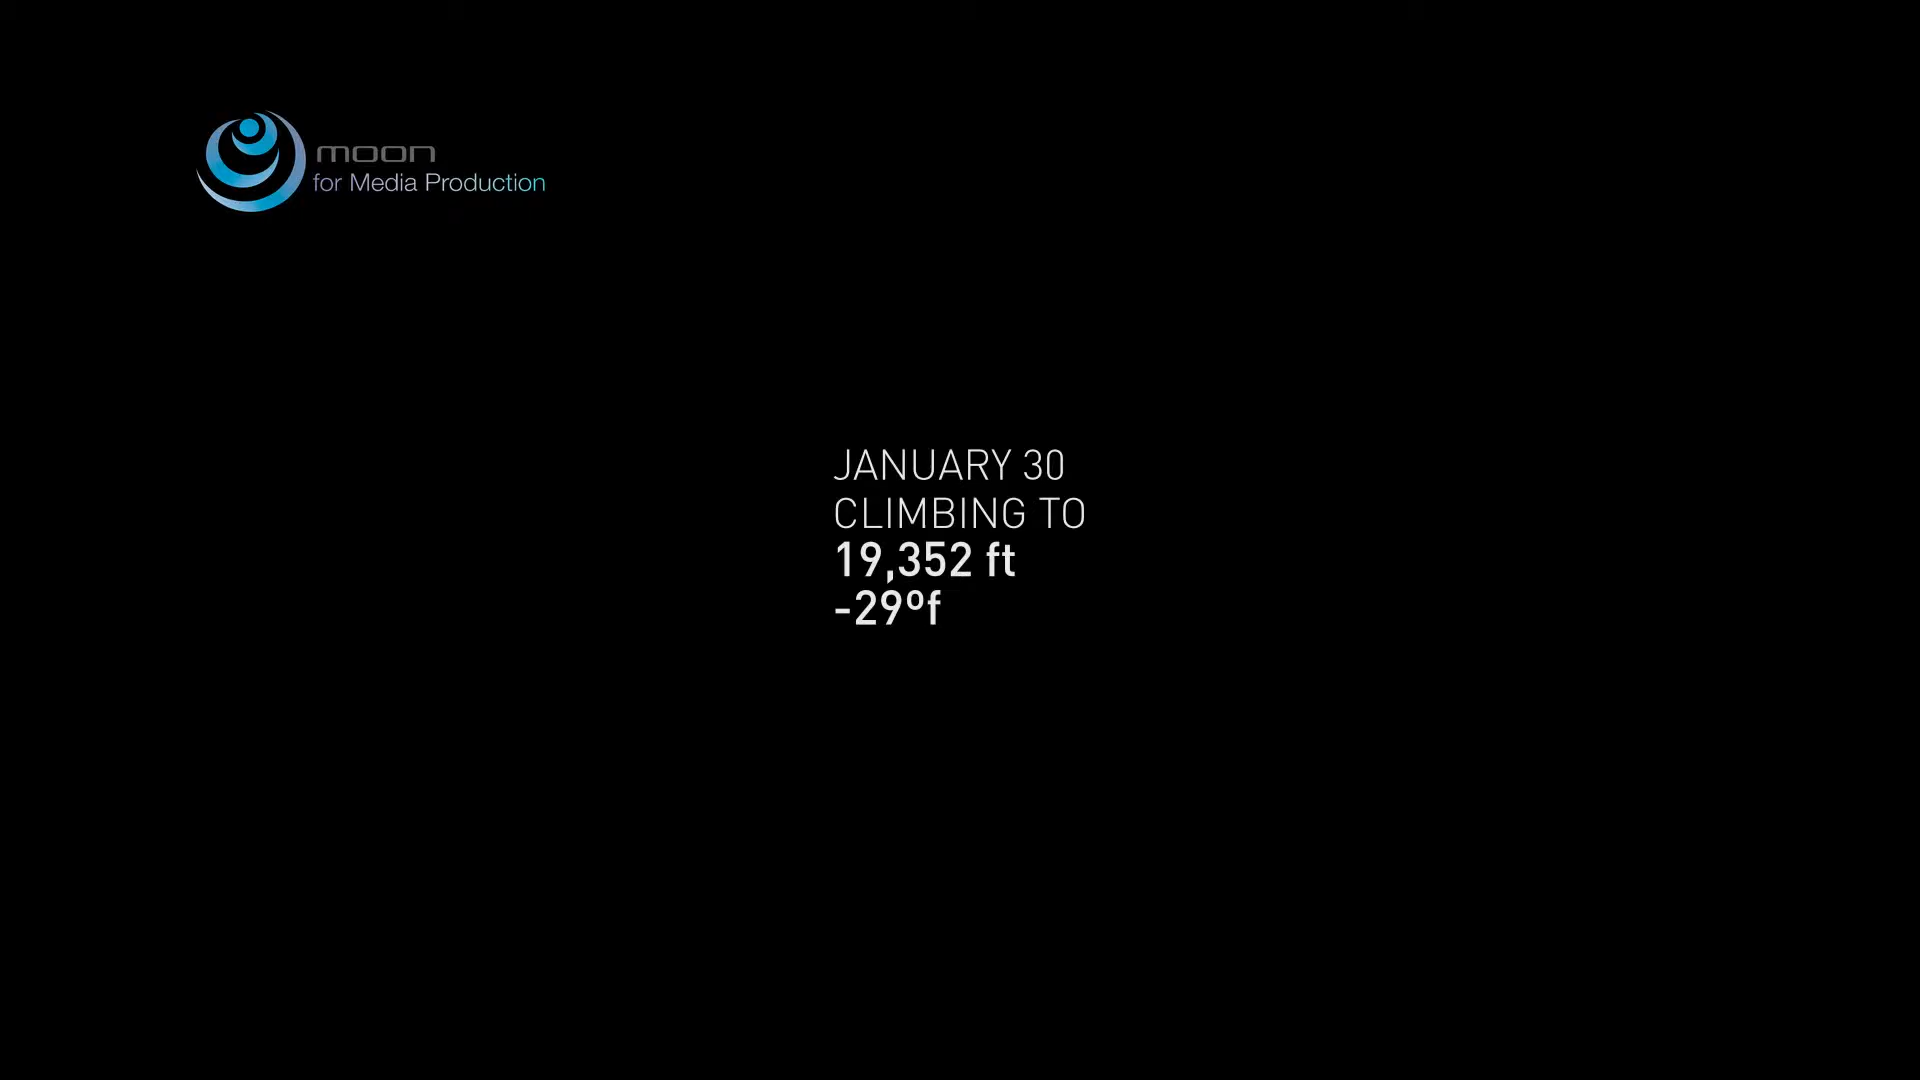 moon
for Media Production
JANUARY 30
CLIMBING TO
19,352 ft
-29ºf